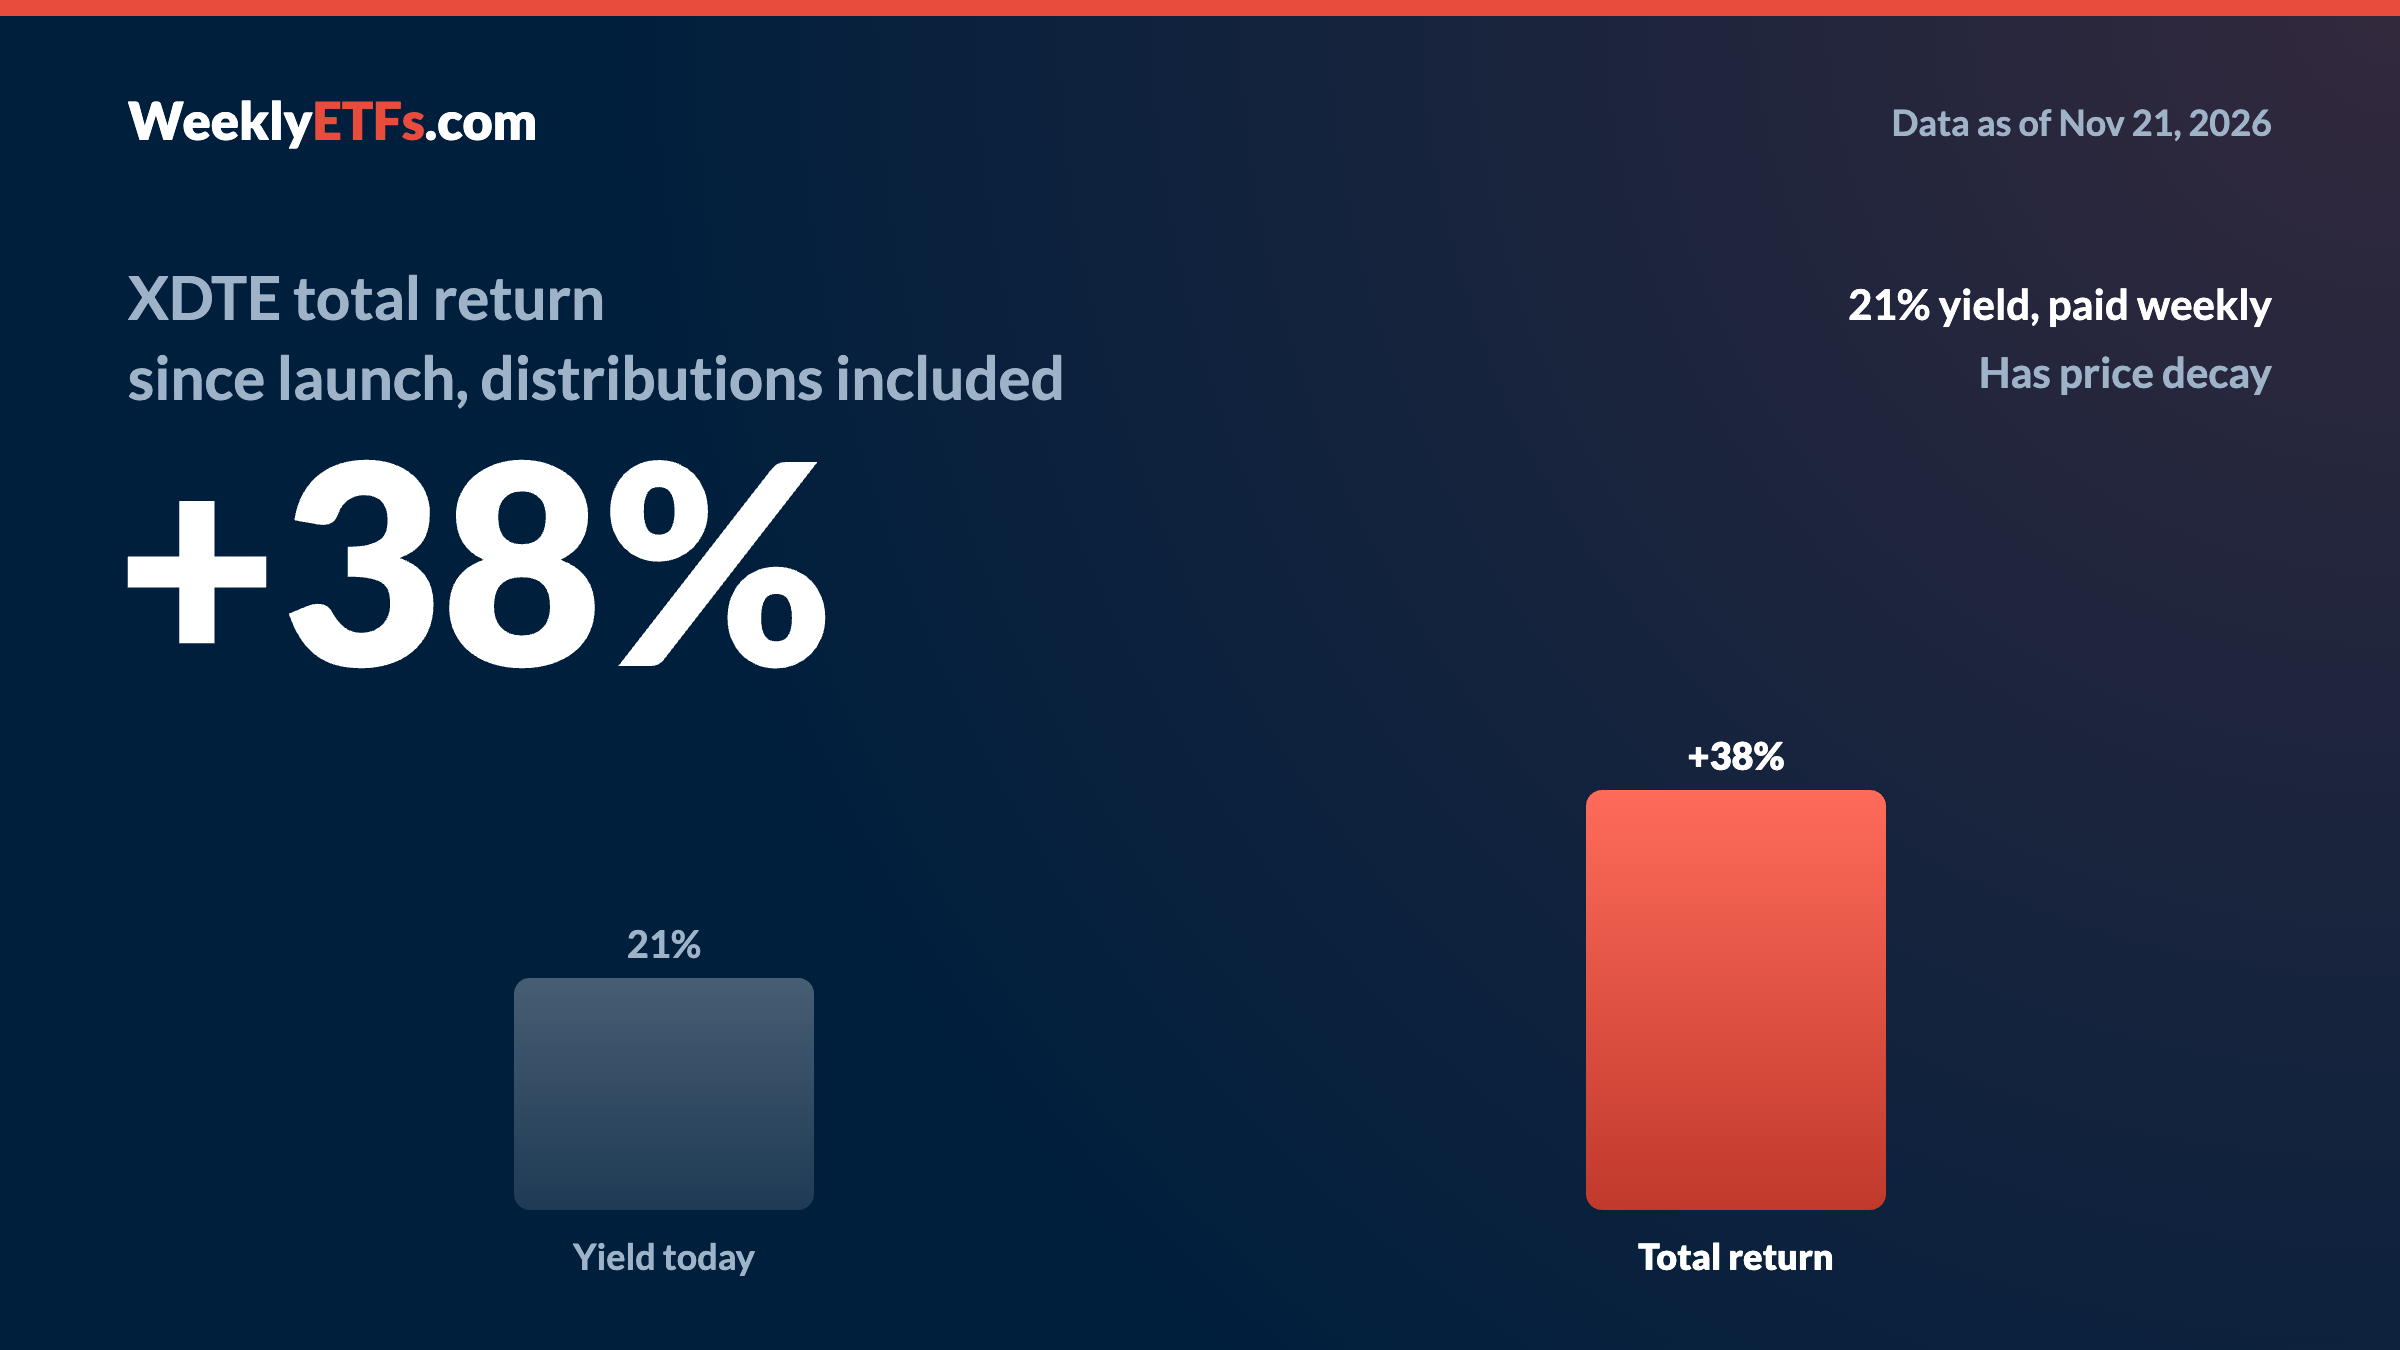 WeeklyETFs.com
Data as of Nov 21, 2026
XDTE total return
since launch, distributions included
21% yield, paid weekly
Has price decay
+38%
+38%
21%
Yield today
Total return